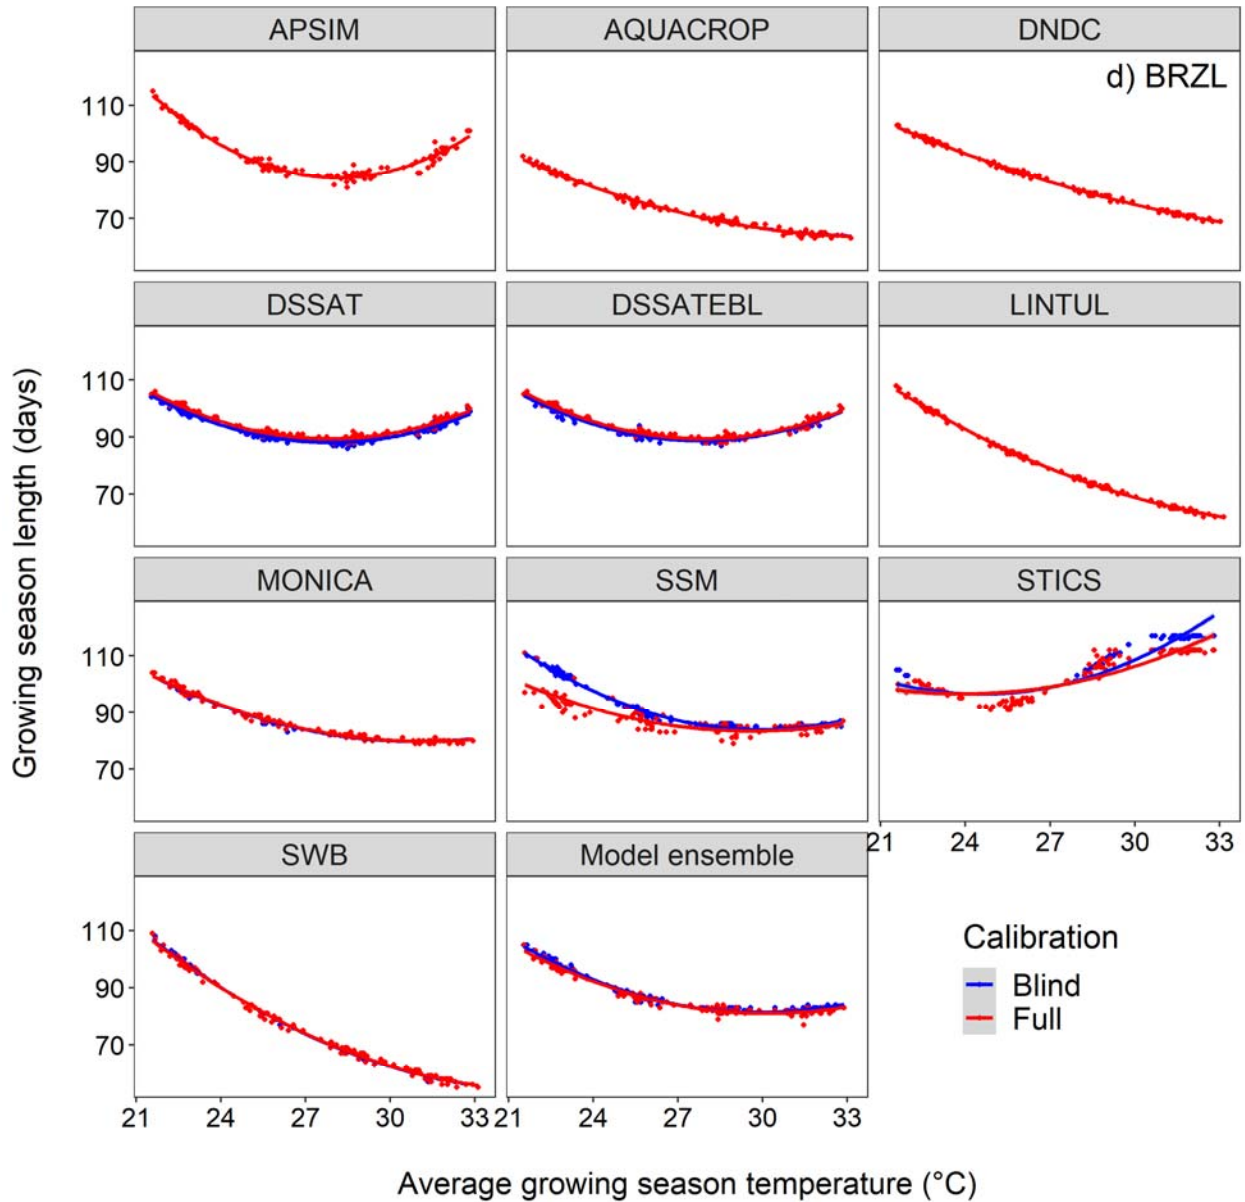 APSIM AQUACROP DNDC
d) BRZL
110
90
70
DSSAT DSSATEBL LINTUL
110
90
70
Growing season length (days)
MONICA SSM STICS
110
90
70
21 24 27 30 33
SWB Model ensemble
110
90
70
Calibration
Blind
Full
21 24 27 30 33 21 24 27 30 33
Average growing season temperature (°C)